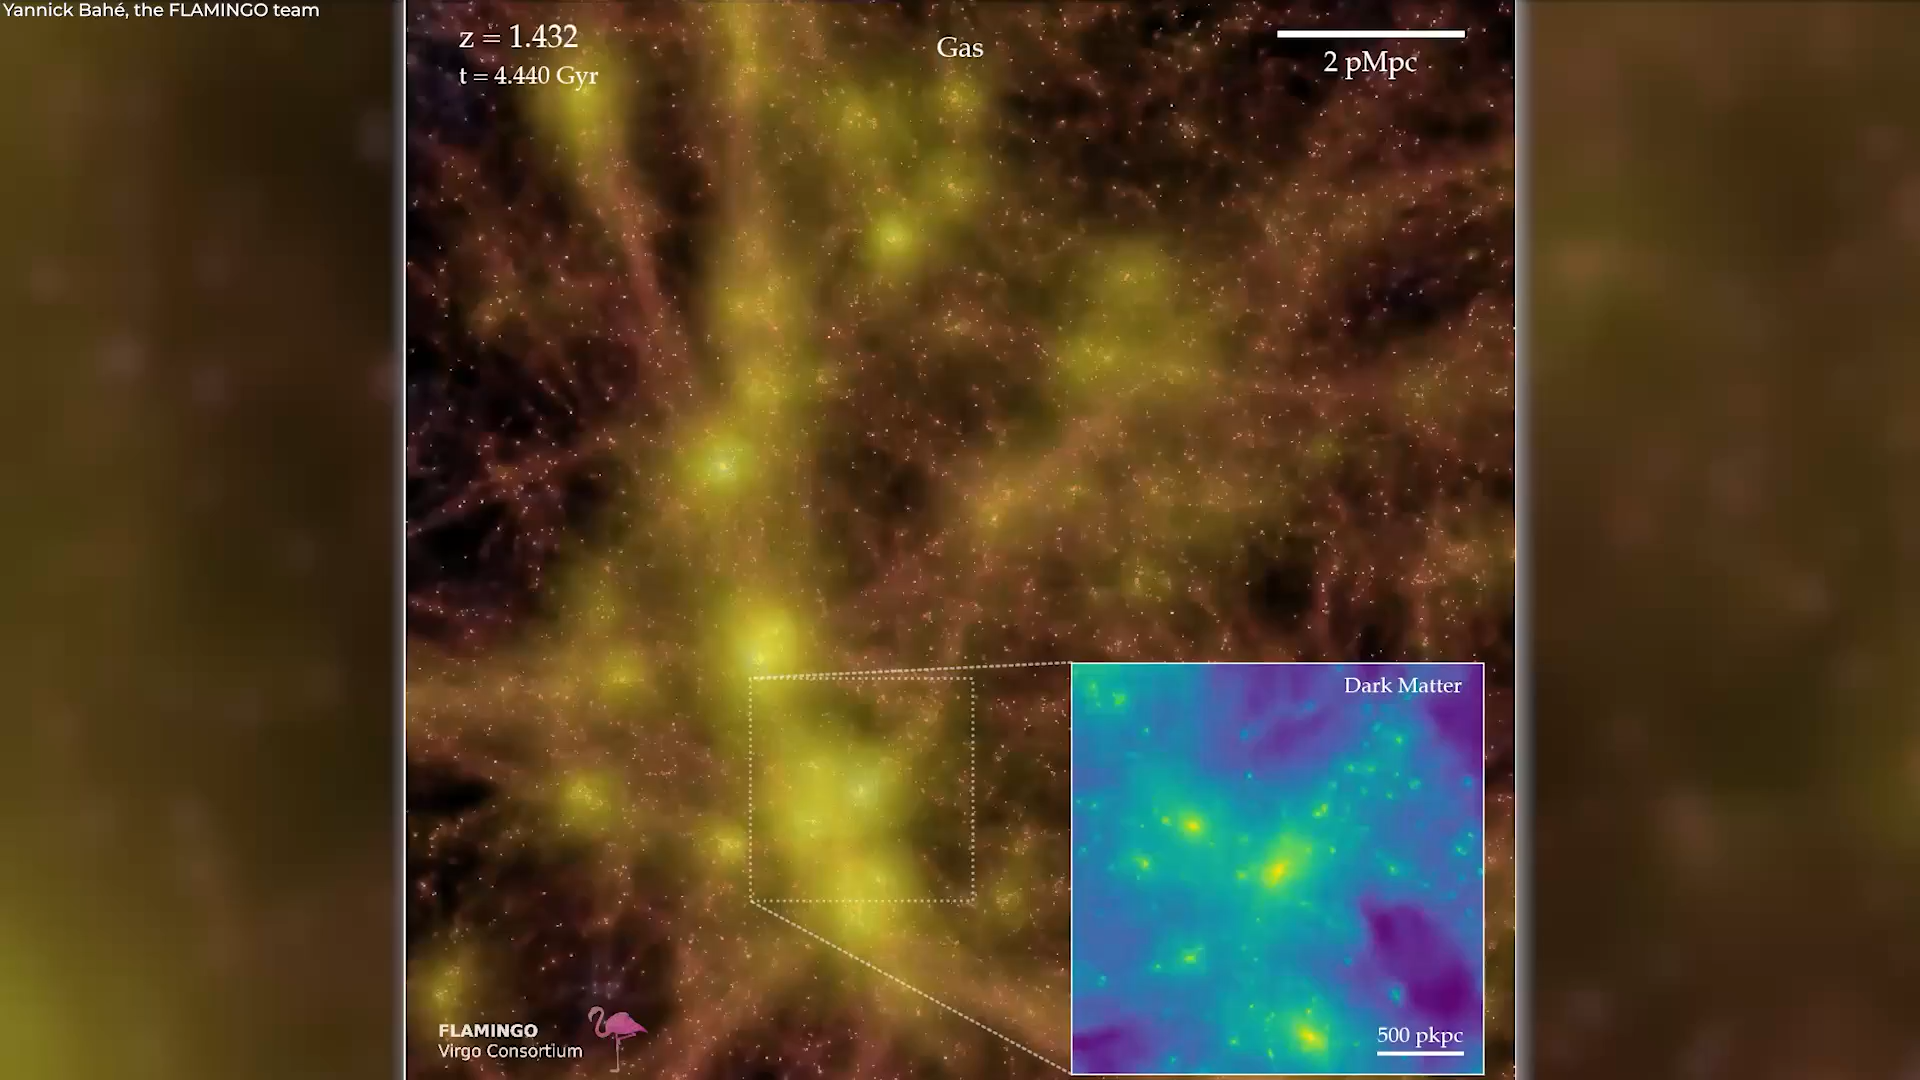 Yannick Bahé, the FLAMINGO team
z = 1.432
t = 4.440 Gyr
Gas
2 pMpc
Dark Matter
500 pkpc
FLAMINGO
Virgo Consortium